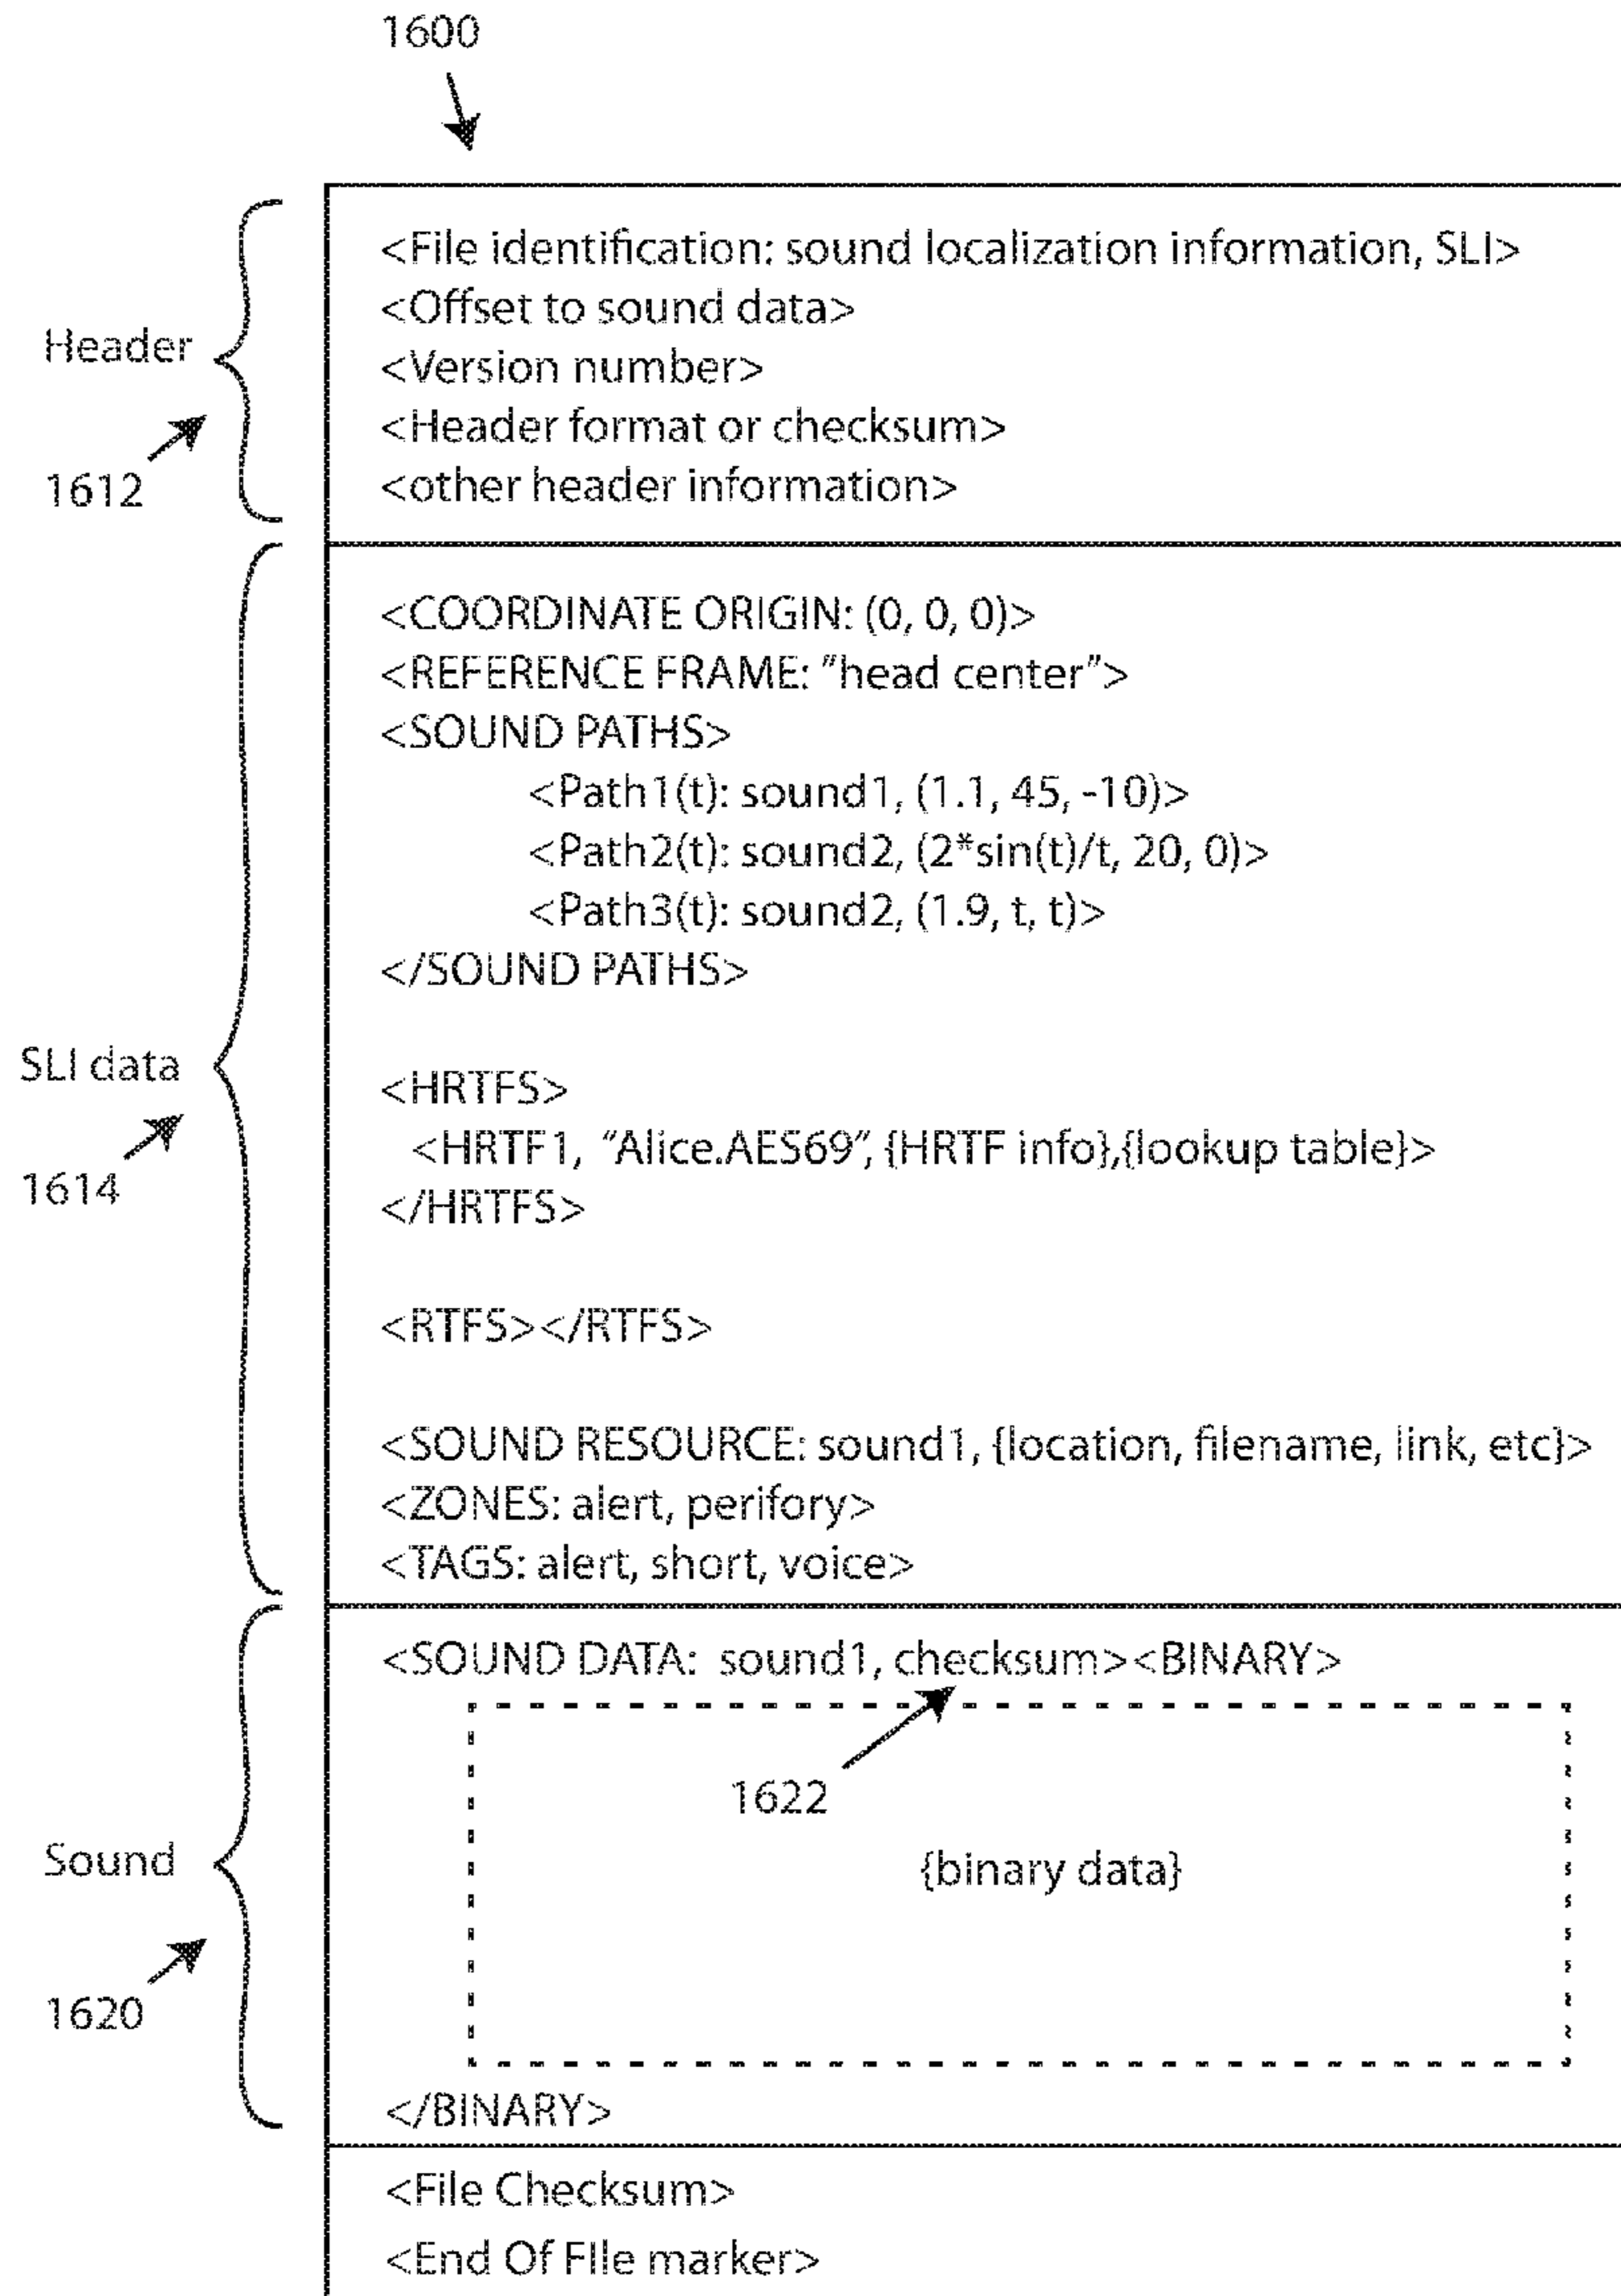 1600
Header
1612
<File identification: sound localization information, SLI>
<Offset to sound data>
<Version number>
<Header format or checksum>
<other header information>
SLI data
1614
<COORDINATE ORIGIN: (0, 0, 0)>
<REFERENCE FRAME: "head center">
<SOUND PATHS>
<Path1(t): sound1, (1.1, 45, -10)>
<Path2(t): sound2, (2*sin(t)/t, 20, 0)>
<Path3(t): sound2, (1.9, t, t)>
</SOUND PATHS>
<HRTFS>
<HRTF1, "Alice.AES69", {HRTF info},{lookup table}>
</HRTFS>
<RTFS></RTFS>
<SOUND RESOURCE: sound1, {location, filename, link, etc}>
<ZONES: alert, perifory>
<TAGS: alert, short, voice>
Sound
1620
<SOUND DATA: sound1, checksum><BINARY>
1622
{binary data}
</BINARY>
<File Checksum>
<End Of FIle marker>